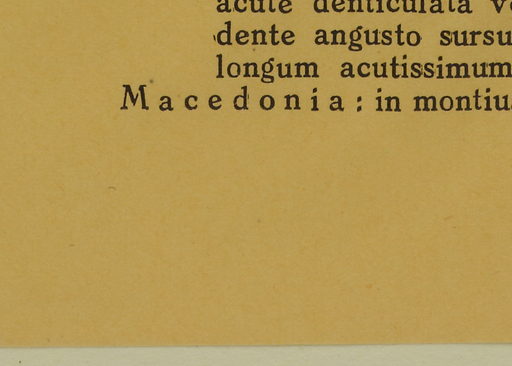 acute denticulata
dente angusto sursu
longum acutissimum
Macedonia: in montiu